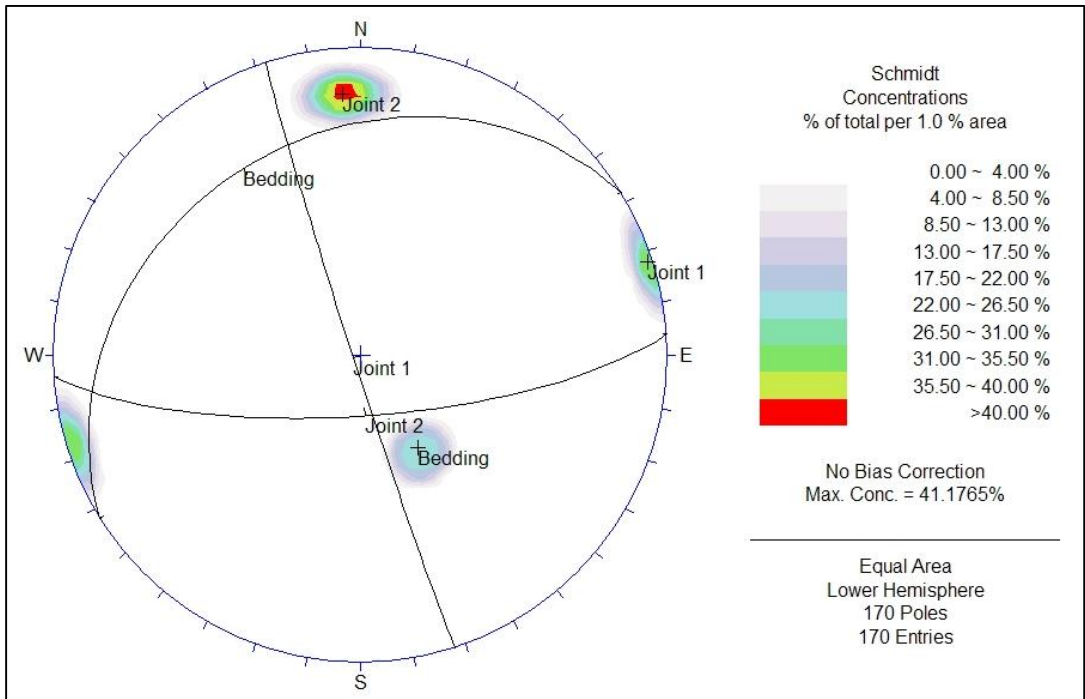 N
Joint 2
Bedding
Joint 1
W
E
Joint 1
Joint 2
Bedding
S
Schmidt
Concentrations
% of total per 1.0 % area
0.00 ~ 4.00 %
4.00 ~ 8.50 %
8.50 ~ 13.00 %
13.00 ~ 17.50 %
17.50 ~ 22.00 %
22.00 ~ 26.50 %
26.50 ~ 31.00 %
31.00 ~ 35.50 %
35.50 ~ 40.00 %
>40.00 %
No Bias Correction
Max. Conc. = 41.1765%
Equal Area
Lower Hemisphere
170 Poles
170 Entries